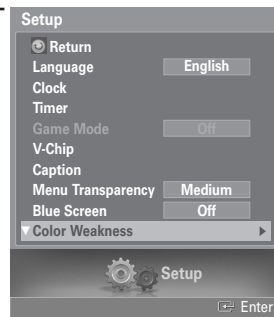 Setup
Return
Language English
Clock
Timer
Game Mode Off
V-Chip
Caption
Menu Transparency Medium
Blue Screen Off
Color Weakness
Setup
Enter